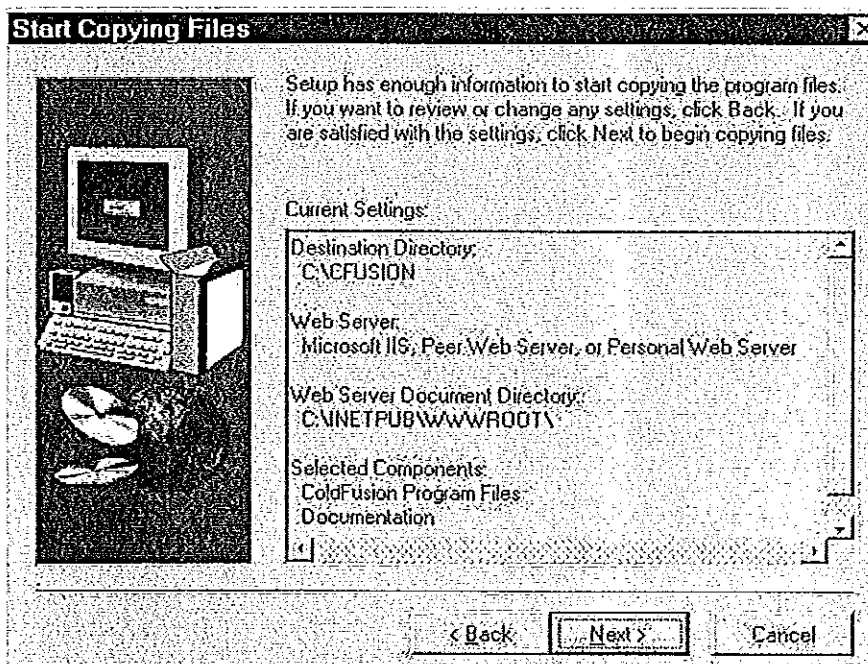 Start Copying Files
Setup has enough information to start copying the program files.
If you want to review or change any settings, click Back. If you
are satisfied with the settings, click Next to begin copying files.
Current Settings:
Destination Directory:
C:\CFUSION
Web Server:
Microsoft IIS, Peer Web Server, or Personal Web Server
Web Server Document Directory:
C:\INETPUB\WWWROOT\
Selected Components:
ColdFusion Program Files
Documentation
< Back
Next >
Cancel